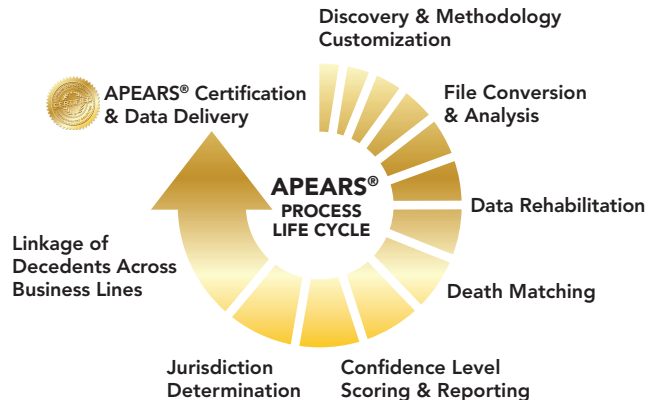 Discovery & Methodology
Customization
File Conversion
& Analysis
Data Rehabilitation
Death Matching
Confidence Level
Scoring & Reporting
Jurisdiction
Determination
Linkage of
Decedents Across
Business Lines
APEARS® Certification
& Data Delivery
CERTIFIED
APEARS®
PROCESS
LIFE CYCLE